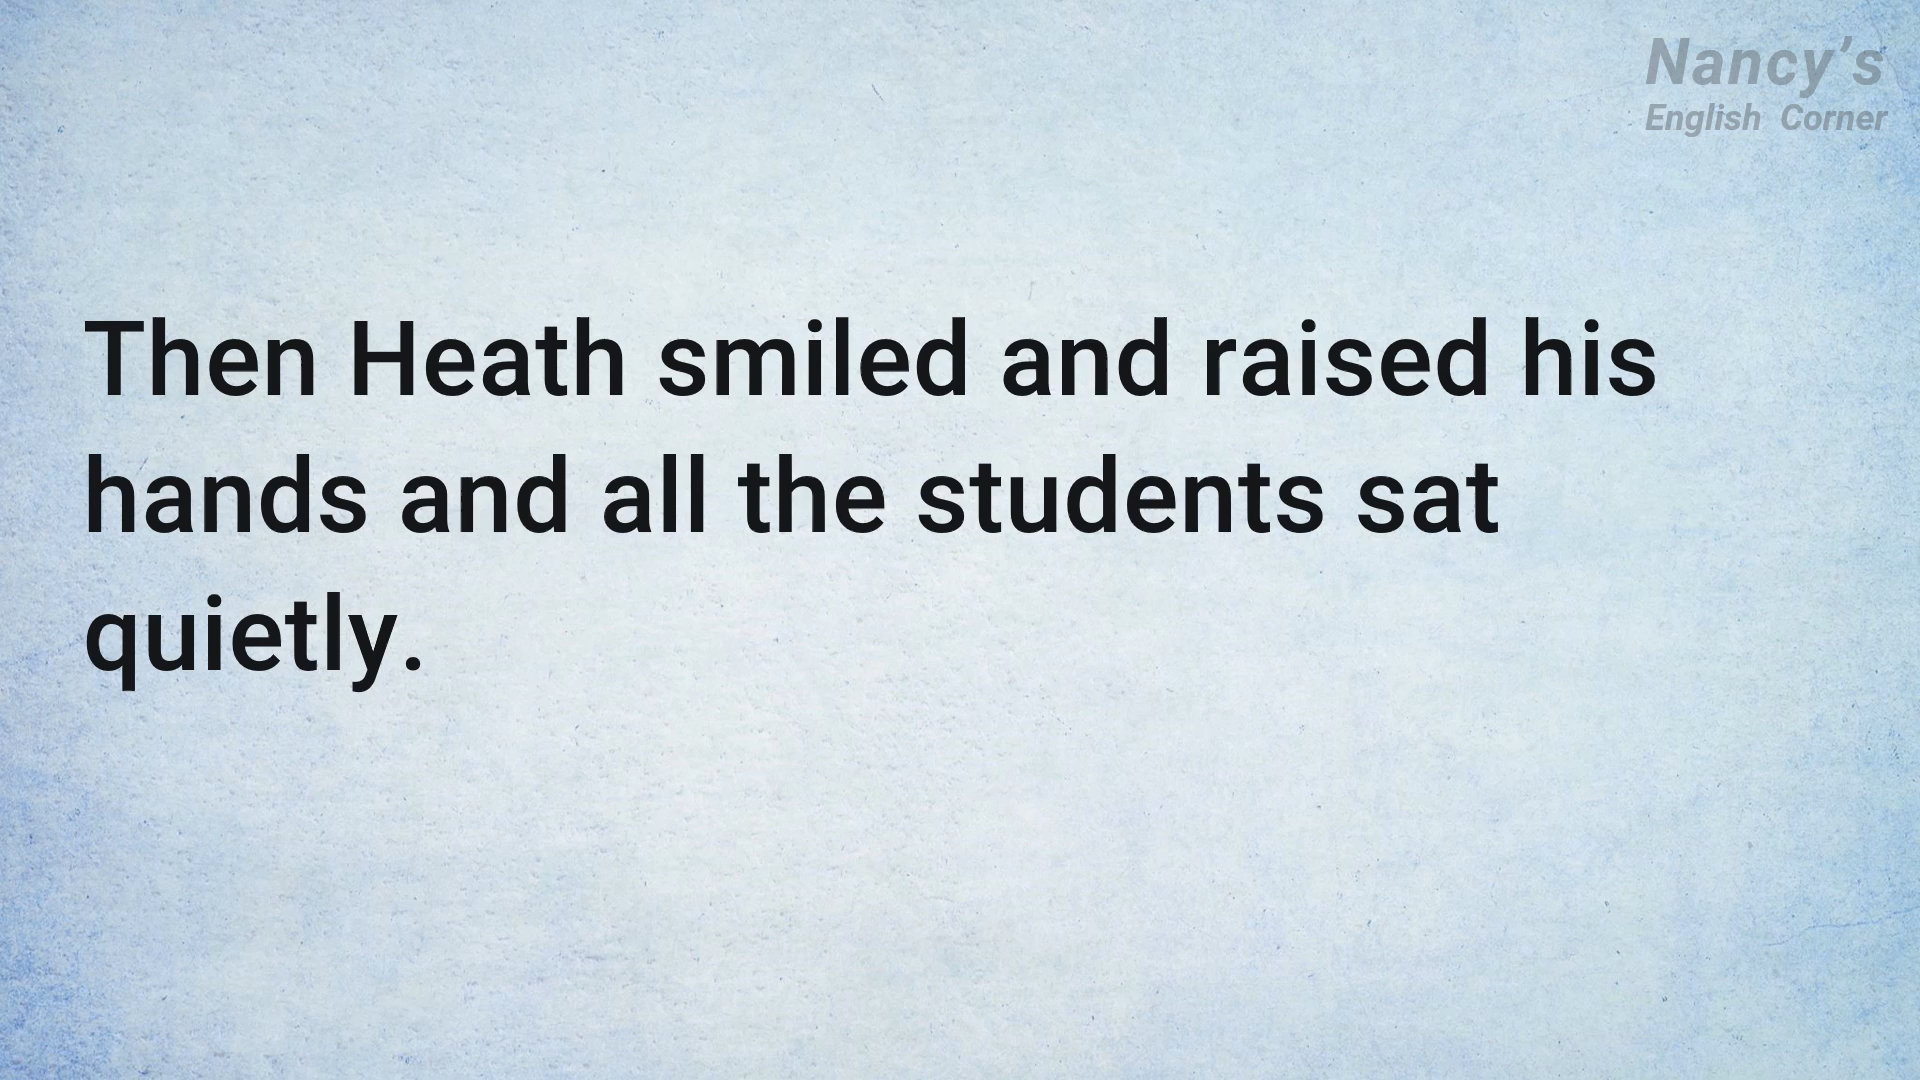 Nancy’s
English Corner
Then Heath smiled and raised his
hands and all the students sat
quietly.